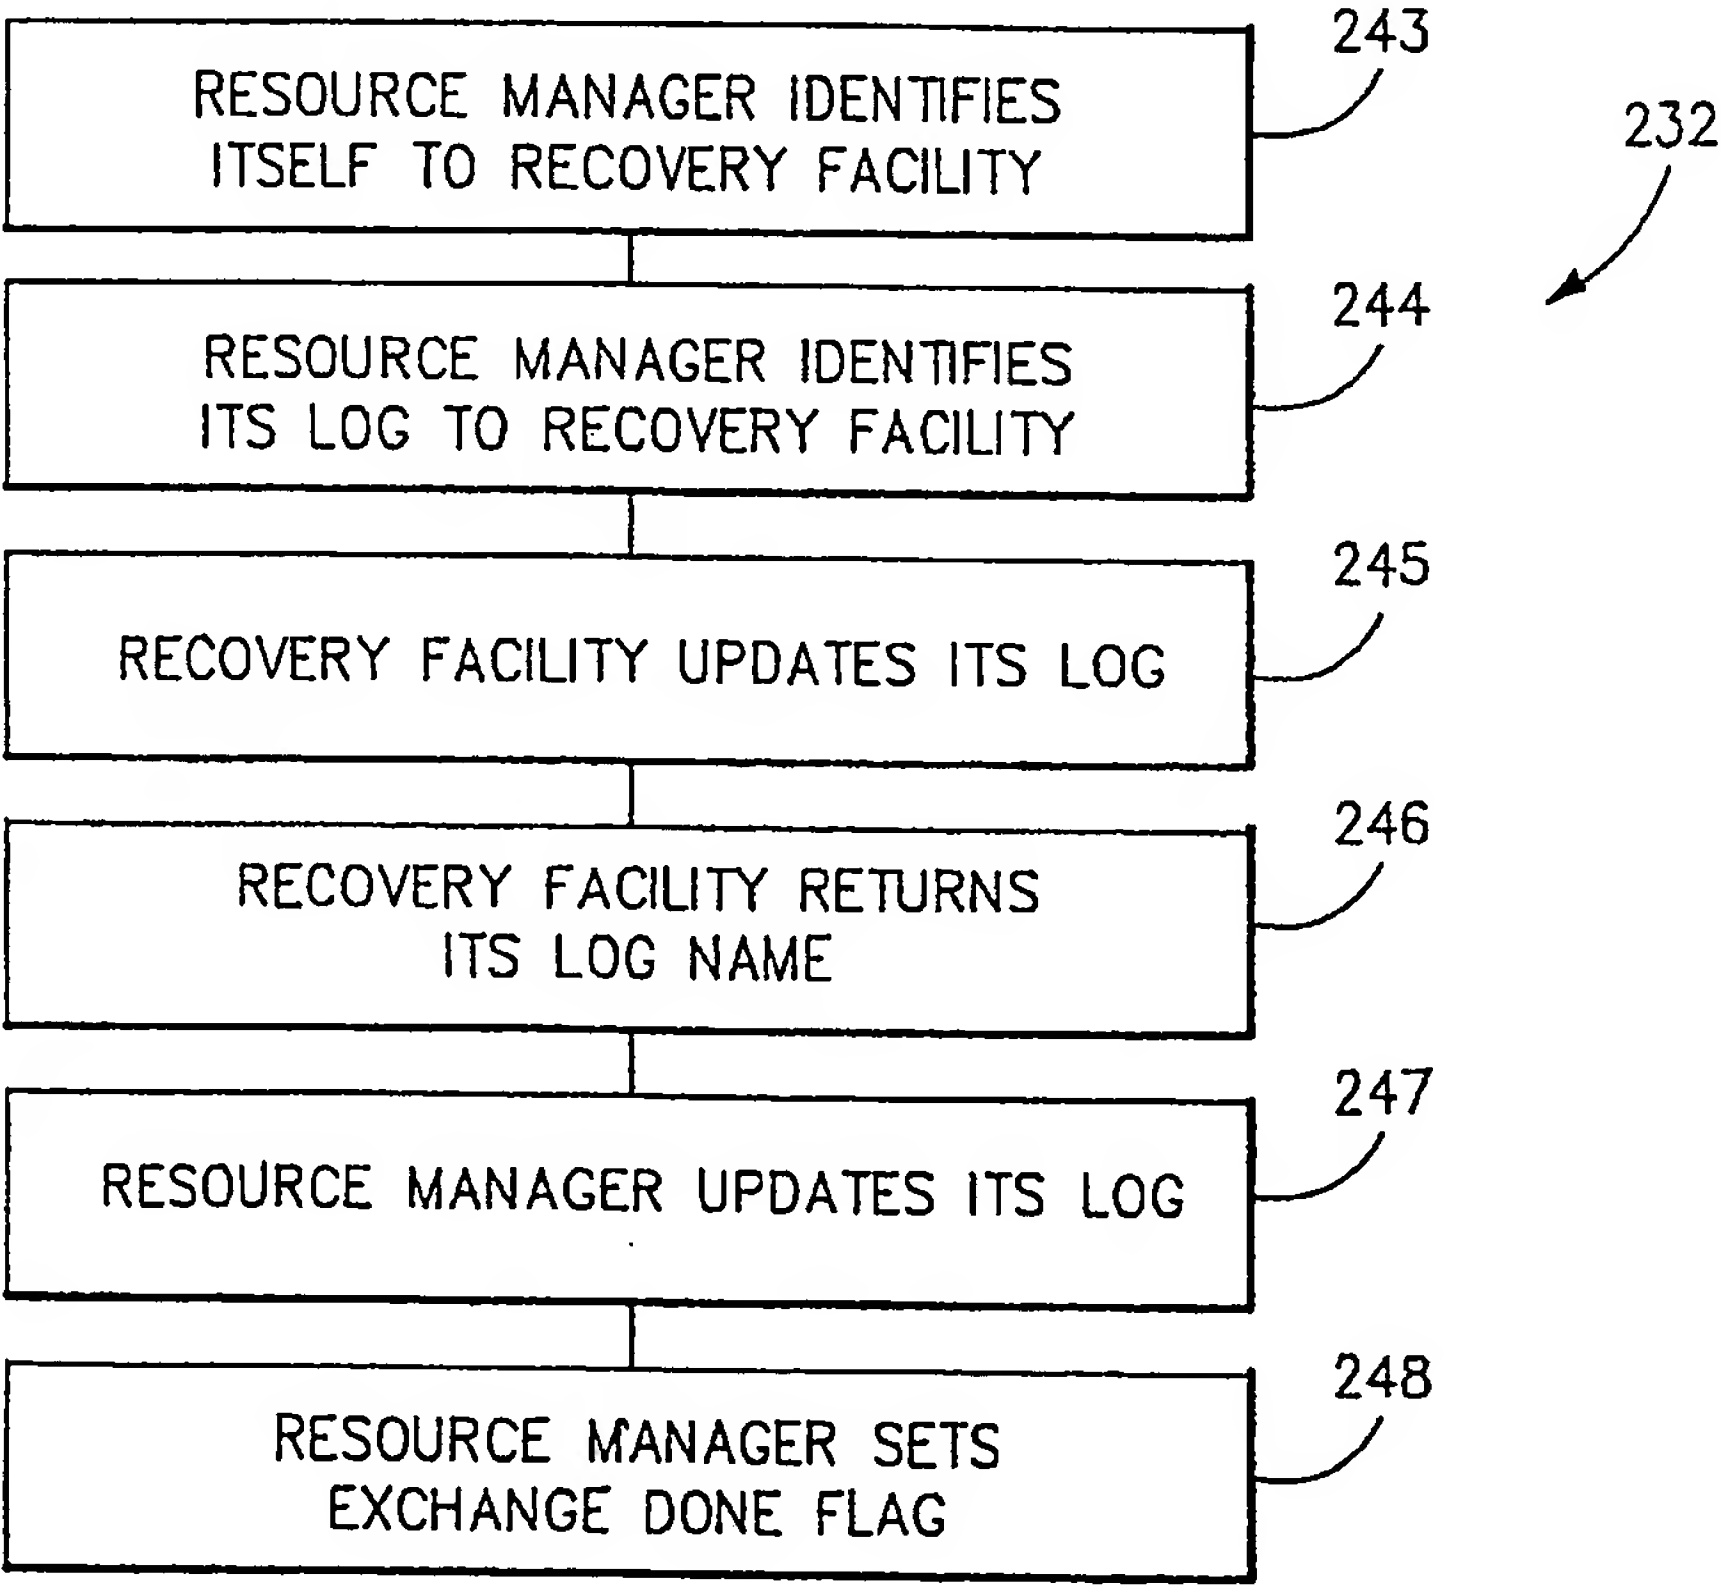 243
RESOURCE MANAGER IDENTIFIES
ITSELF TO RECOVERY FACILITY
232
244
RESOURCE MANAGER IDENTIFIES
ITS LOG TO RECOVERY FACILITY
245
RECOVERY FACILITY UPDATES ITS LOG
246
RECOVERY FACILITY RETURNS
ITS LOG NAME
247
RESOURCE MANAGER UPDATES ITS LOG
248
RESOURCE MANAGER SETS
EXCHANGE DONE FLAG